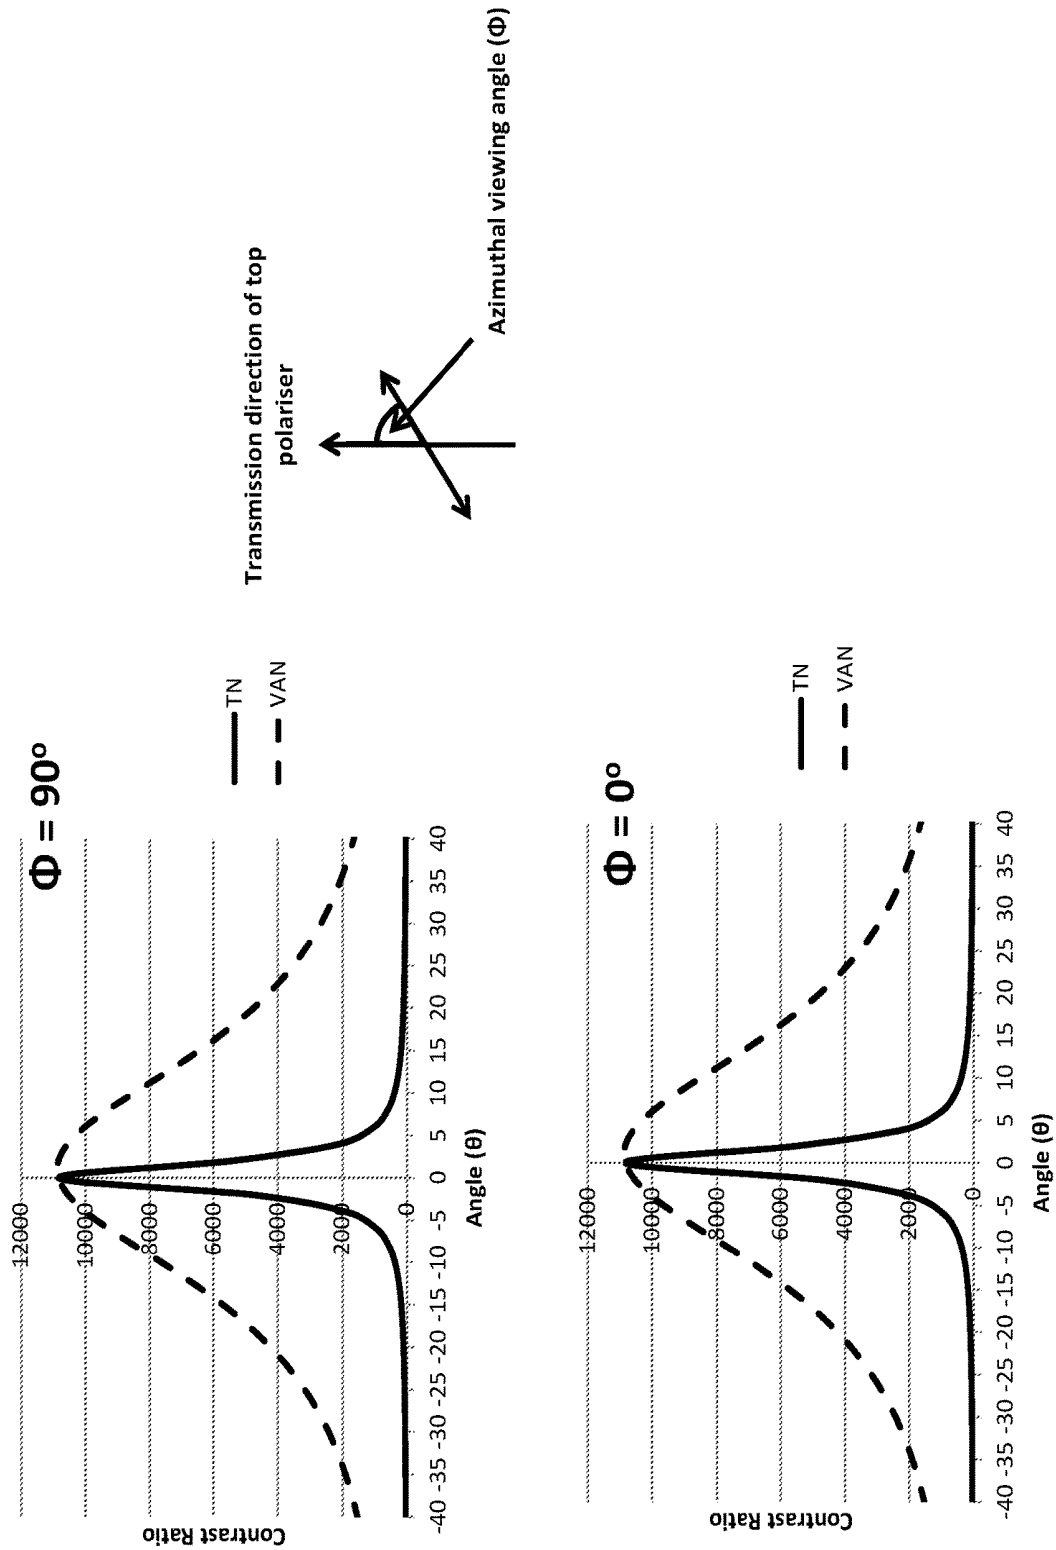 Φ = 90º
12000
10000
8000
6000
4000
2000
0
-40 -35 -30 -25 -20 -15 -10 -5 0 5 10 15 20 25 30 35 40
Contrast Ratio
Angle (θ)
TN
VAN
Transmission direction of top
polariser
Azimuthal viewing angle (Φ)
Φ = 0º
12000
10000
8000
6000
4000
2000
0
-40 -35 -30 -25 -20 -15 -10 -5 0 5 10 15 20 25 30 35 40
Contrast Ratio
Angle (θ)
TN
VAN